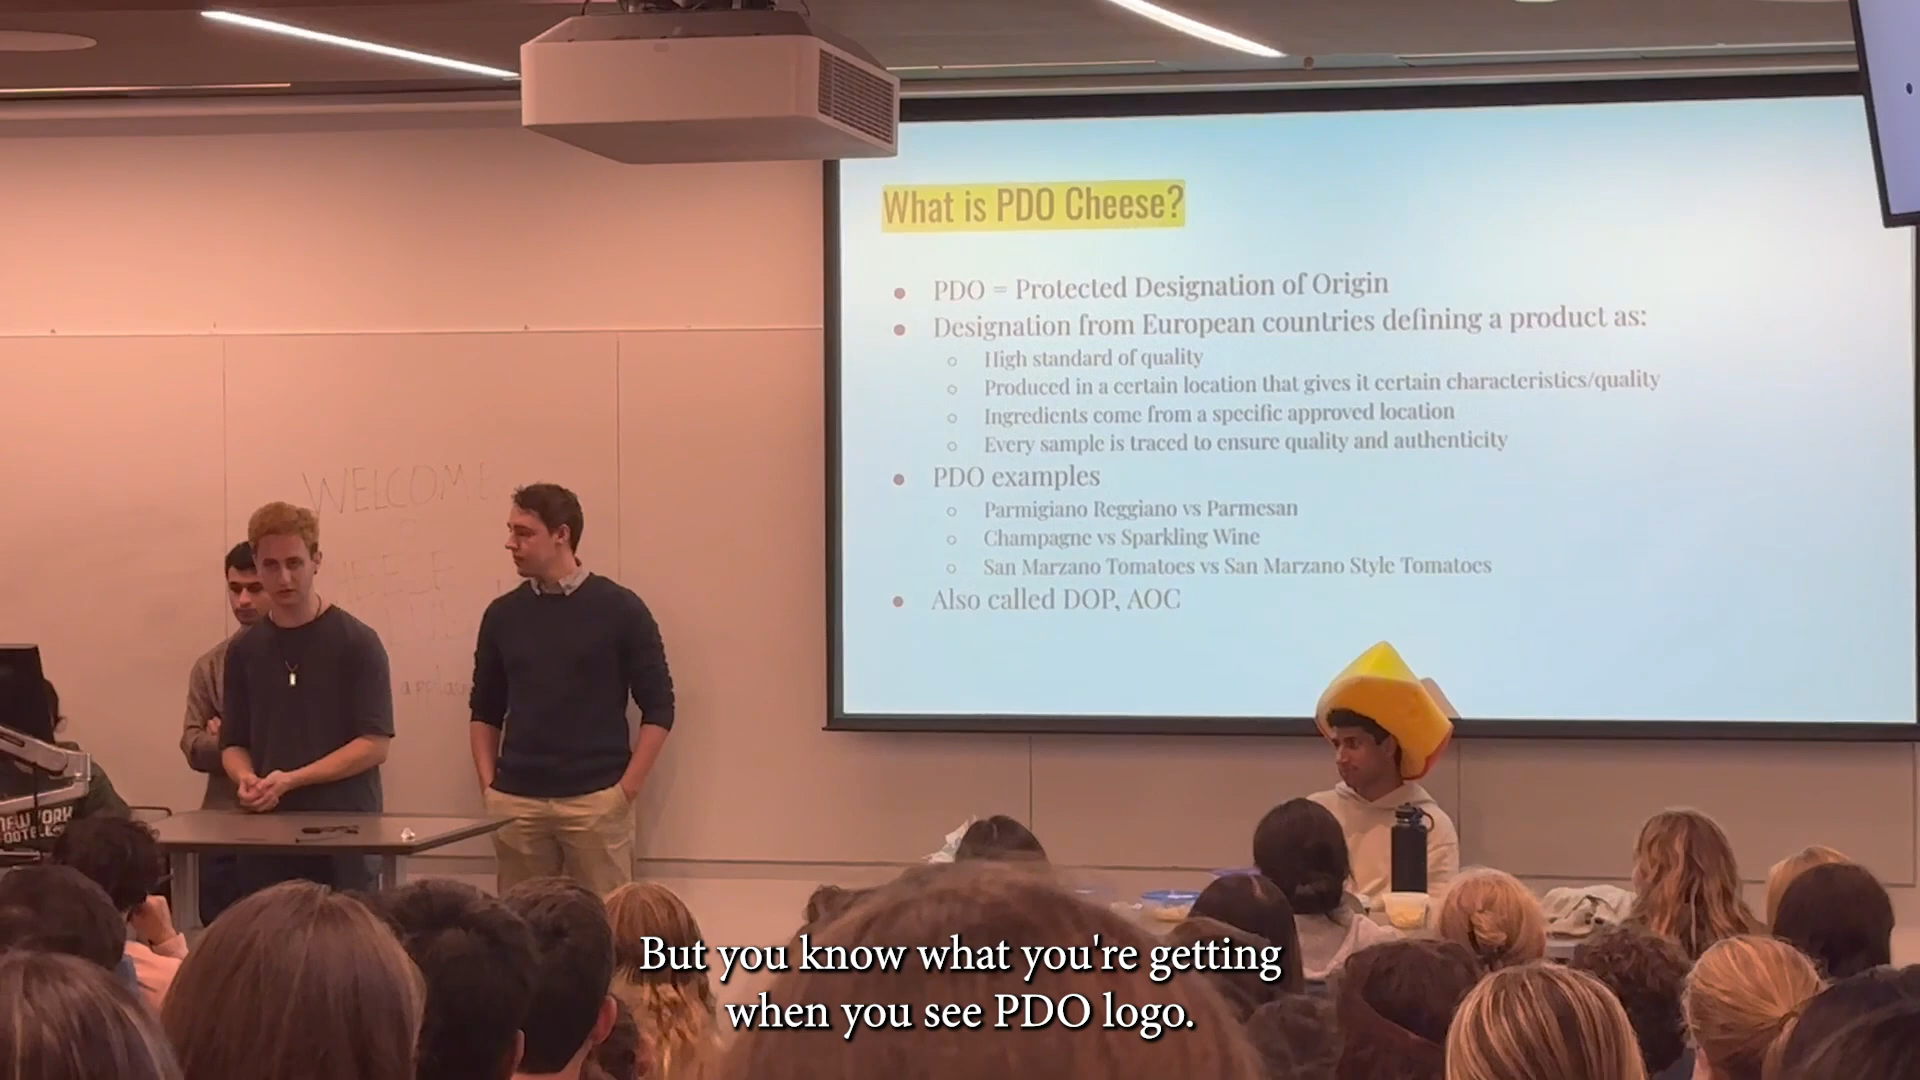 What is PDO Cheese?
PDO = Protected Designation of Origin
Designation from European countries defining a product as:
High standard of quality
Produced in a certain location that gives it certain characteristics/quality
Ingredients come from a specific approved location
Every sample is traced to ensure quality and authenticity
PDO examples
Parmigiano Reggiano vs Parmesan
Champagne vs Sparkling Wine
San Marzano Tomatoes vs San Marzano Style Tomatoes
Also called DOP, AOC
WELCOME
NEW YORK
But you know what you're getting
when you see PDO logo.